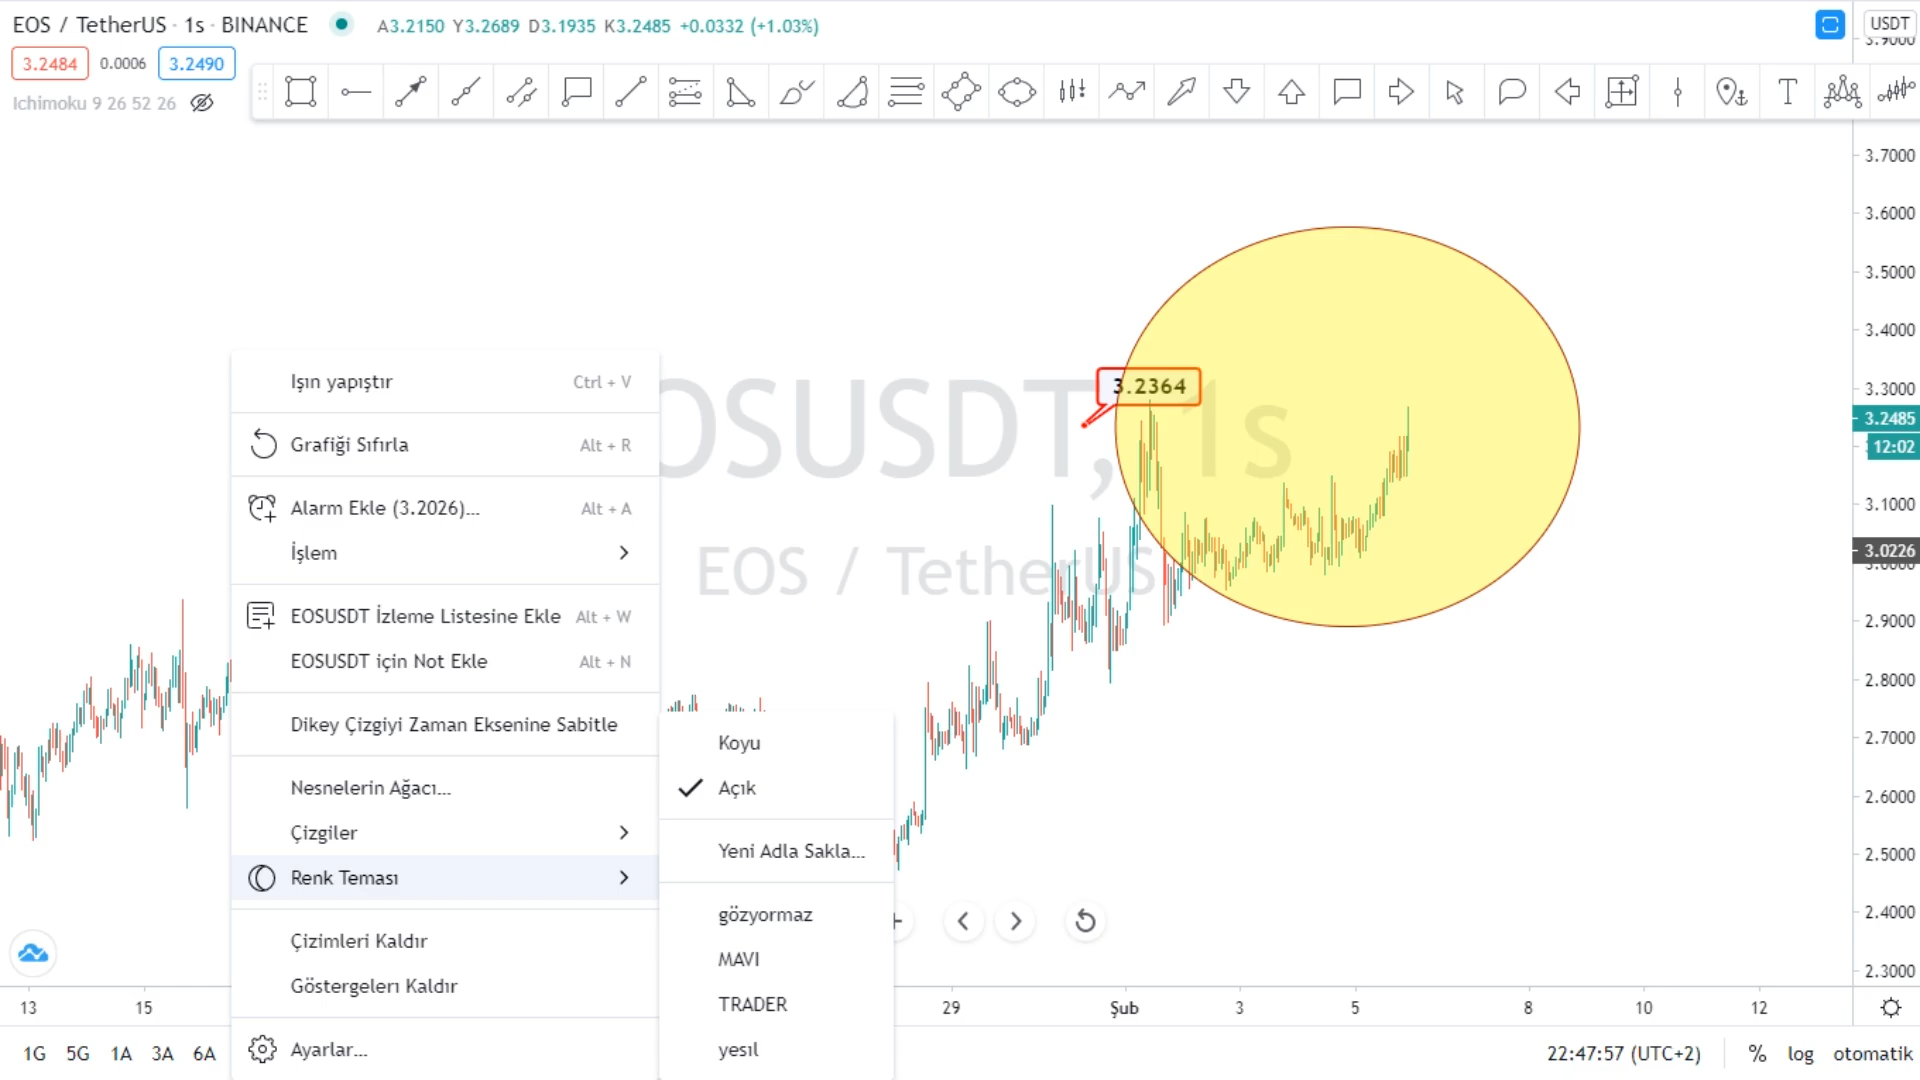 EOS / TetherUS · 1s · BINANCE A3.2150 Y3.2689 D3.1935 K3.2485 +0.0332 (+1.03%)
USDT
3.2484 0.0006 3.2490
Ichimoku 9 26 52 26
T
3.9000
3.7000
3.6000
3.5000
3.4000
3.3000
3.2485
12:02
3.1000
3.0226
3.0000
2.9000
2.8000
2.7000
2.6000
2.5000
2.4000
2.3000
3.2364
OSUSDT, 1s
EOS / TetherUS
Işın yapıştır Ctrl + V
Grafiği Sıfırla Alt + R
Alarm Ekle (3.2026)... Alt + A
İşlem
EOSUSDT İzleme Listesine Ekle Alt + W
EOSUSDT için Not Ekle Alt + N
Dikey Çizgiyi Zaman Eksenine Sabitle
Nesnelerin Ağacı...
Çizgiler
Renk Teması
Çizimleri Kaldır
Göstergeleri Kaldır
Ayarlar...
Koyu
Açık
Yeni Adla Sakla...
gözyormaz
MAVI
TRADER
yesıl
13 15 29 Şub 3 5 8 10 12
1G 5G 1A 3A 6A 22:47:57 (UTC+2) % log otomatik